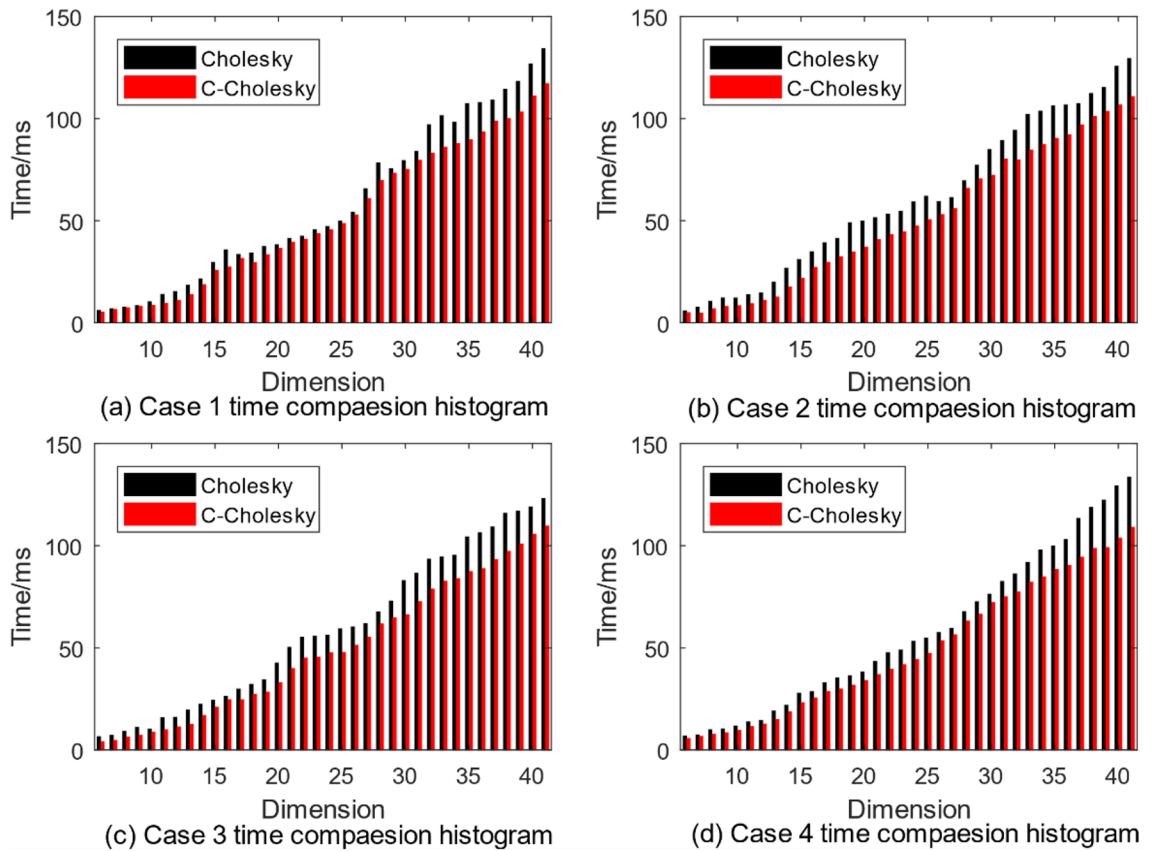 150
100
50
0
Time/ms
Cholesky
C-Cholesky
10 15 20 25 30 35 40
Dimension
(a) Case 1 time compaesion histogram
150
100
50
0
Time/ms
Cholesky
C-Cholesky
10 15 20 25 30 35 40
Dimension
(b) Case 2 time compaesion histogram
150
100
50
0
Time/ms
Cholesky
C-Cholesky
10 15 20 25 30 35 40
Dimension
(c) Case 3 time compaesion histogram
150
100
50
0
Time/ms
Cholesky
C-Cholesky
10 15 20 25 30 35 40
Dimension
(d) Case 4 time compaesion histogram